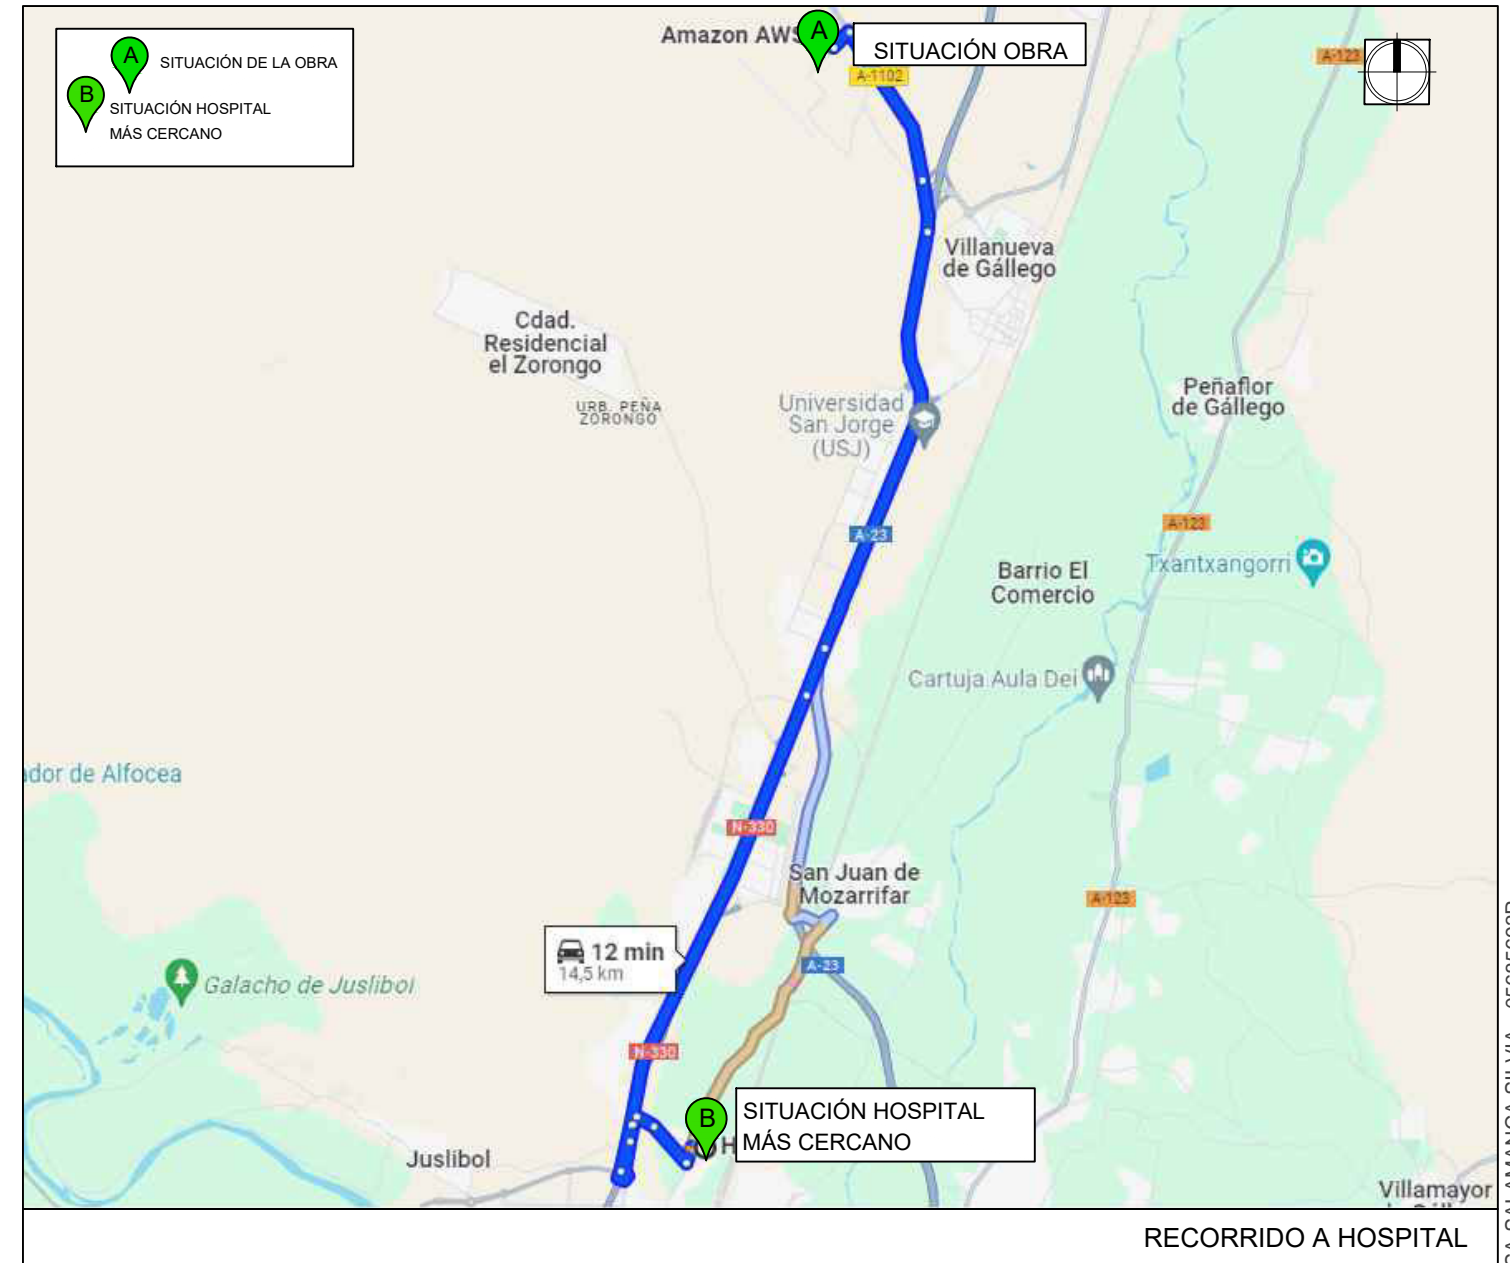 A
SITUACIÓN DE LA OBRA
B
SITUACIÓN HOSPITAL
MÁS CERCANO
Amazon AWS
A
SITUACIÓN OBRA
A-1102
A-123
Villanueva
de Gállego
Cdad.
Residencial
el Zorongo
URB. PEÑA
ZORONGO
Universidad
San Jorge
(USJ)
Peñaflor
de Gállego
A-23
A-123
Barrio El
Comercio
Txantxangorri
Cartuja Aula Dei
ador de Alfocea
N-330
San Juan de
Mozarrifar
A-123
12 min
14,5 km
A-23
Galacho de Juslibol
N-330
B
H
SITUACIÓN HOSPITAL
MÁS CERCANO
Juslibol
Villamayor
RECORRIDO A HOSPITAL